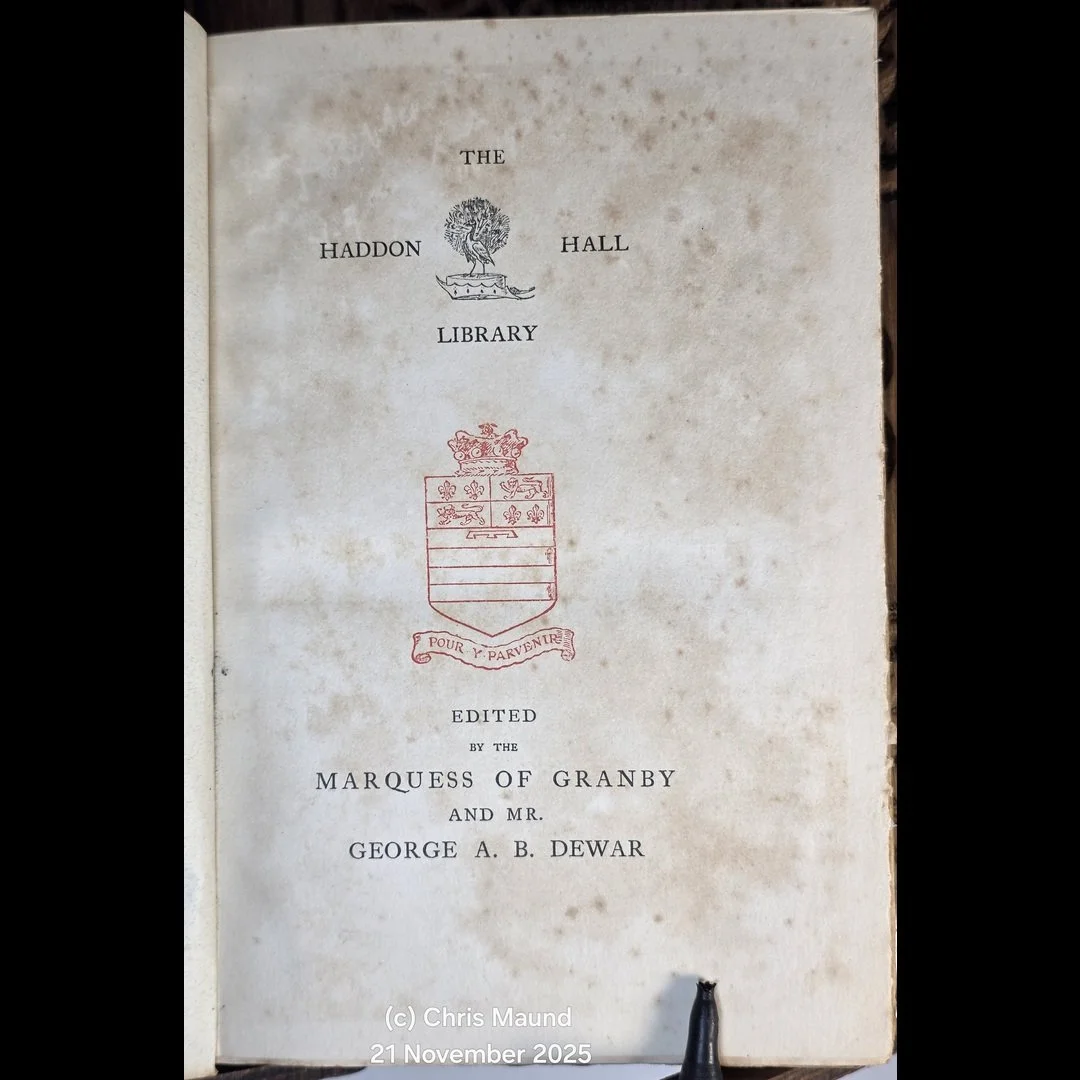 THE
HADDON HALL
LIBRARY
POUR Y PARVENIR
EDITED
BY THE
MARQUESS OF GRANBY
AND MR.
GEORGE A. B. DEWAR
(c) Chris Maund
21 November 2025